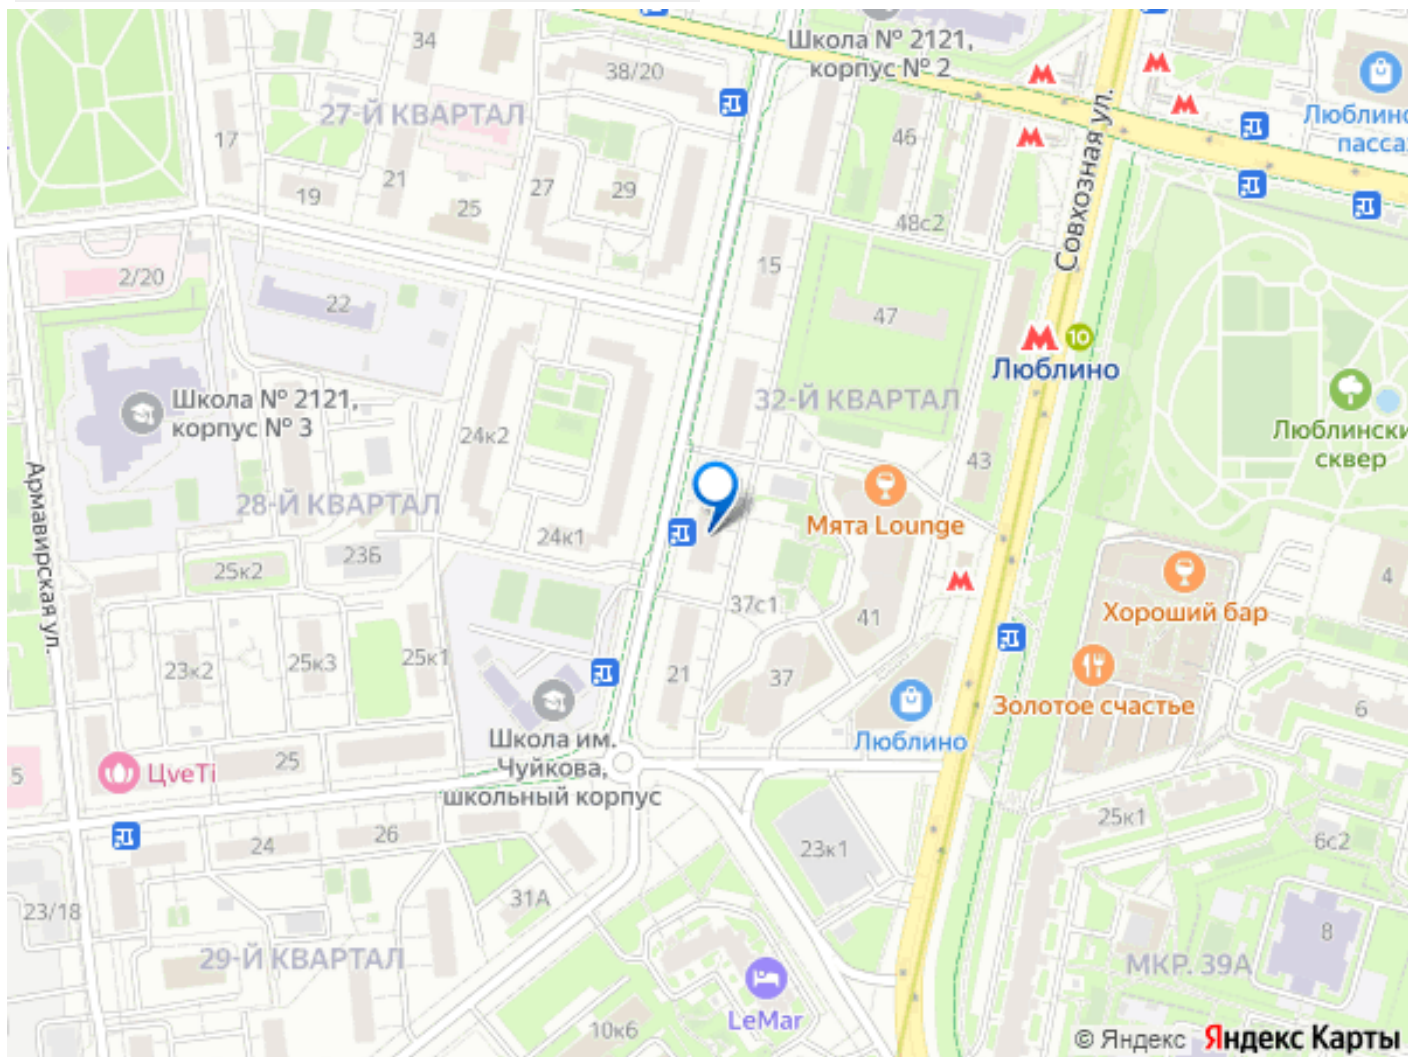 34
Школа № 2121,
корпус № 2
38/20
27-Й КВАРТАЛ
17
46
Люблинс
пасса
21
27
29
19
25
48с2
Совхозная ул.
15
2/20
22
47
10
Люблино
Школа № 2121,
корпус № 3
32-Й КВАРТАЛ
24к2
43
Люблински
сквер
Армавирская ул.
28-Й КВАРТАЛ
Мята Lounge
24к1
23Б
25к2
4
37с1
41
Хороший бар
25к1
25к3
23к2
21
37
Золотое счастье
6
Школа им.
Чуйкова,
школьный корпус
Люблино
5
ЦveTi
25
25к1
26
24
23к1
6с2
31А
23/18
8
29-Й КВАРТАЛ
МКР. 39А
LeMar
10к6
© Яндекс Яндекс Карты